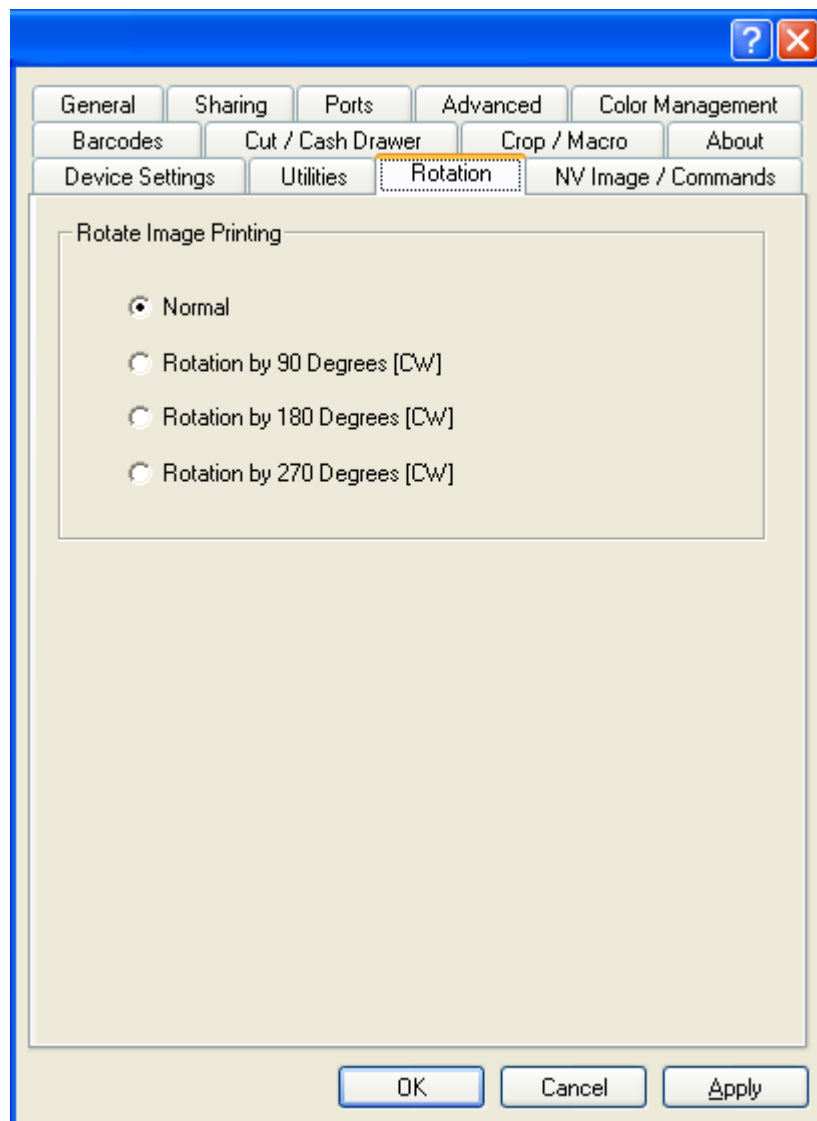 ?
General Sharing Ports Advanced Color Management
Barcodes Cut / Cash Drawer Crop / Macro About
Device Settings Utilities Rotation NV Image / Commands
Rotate Image Printing
Normal
Rotation by 90 Degrees [CW]
Rotation by 180 Degrees [CW]
Rotation by 270 Degrees [CW]
OK Cancel Apply